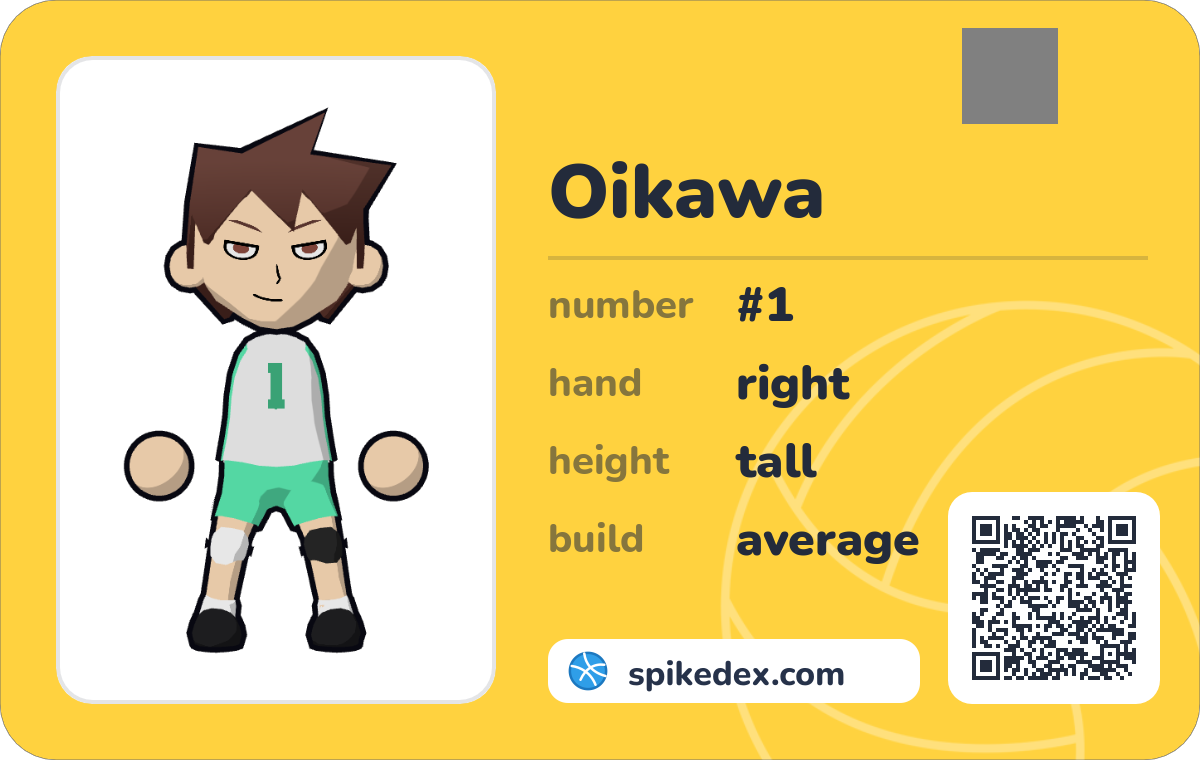 Oikawa
number #1
hand right
height tall
build average
1
spikedex.com